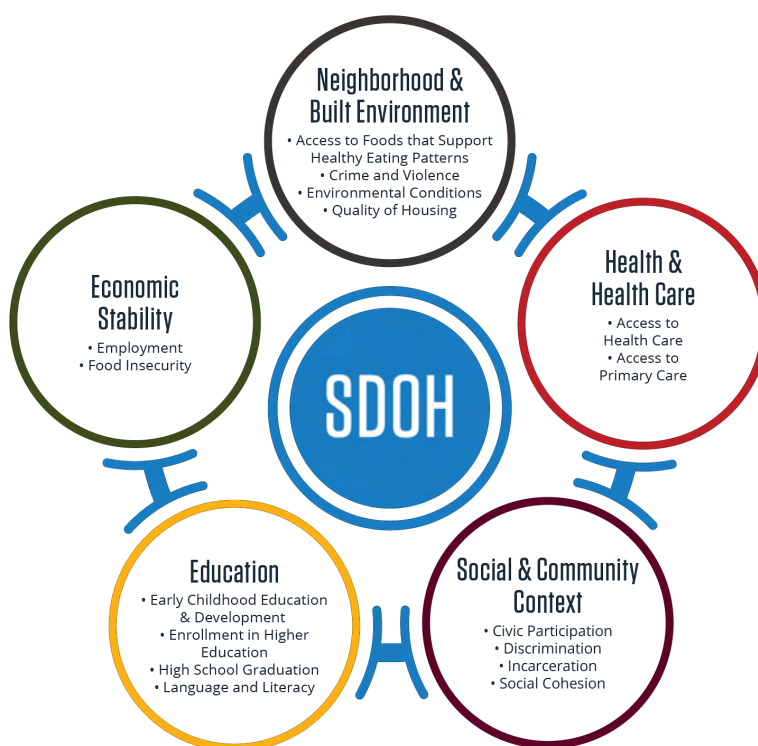 Neighborhood &
Built Environment
• Access to Foods that Support
Healthy Eating Patterns
• Crime and Violence
• Environmental Conditions
• Quality of Housing
Economic
Stability
• Employment
• Food Insecurity
Health &
Health Care
• Access to
Health Care
• Access to
Primary Care
SDOH
Education
• Early Childhood Education
& Development
• Enrollment in Higher
Education
• High School Graduation
• Language and Literacy
Social & Community
Context
• Civic Participation
• Discrimination
• Incarceration
• Social Cohesion